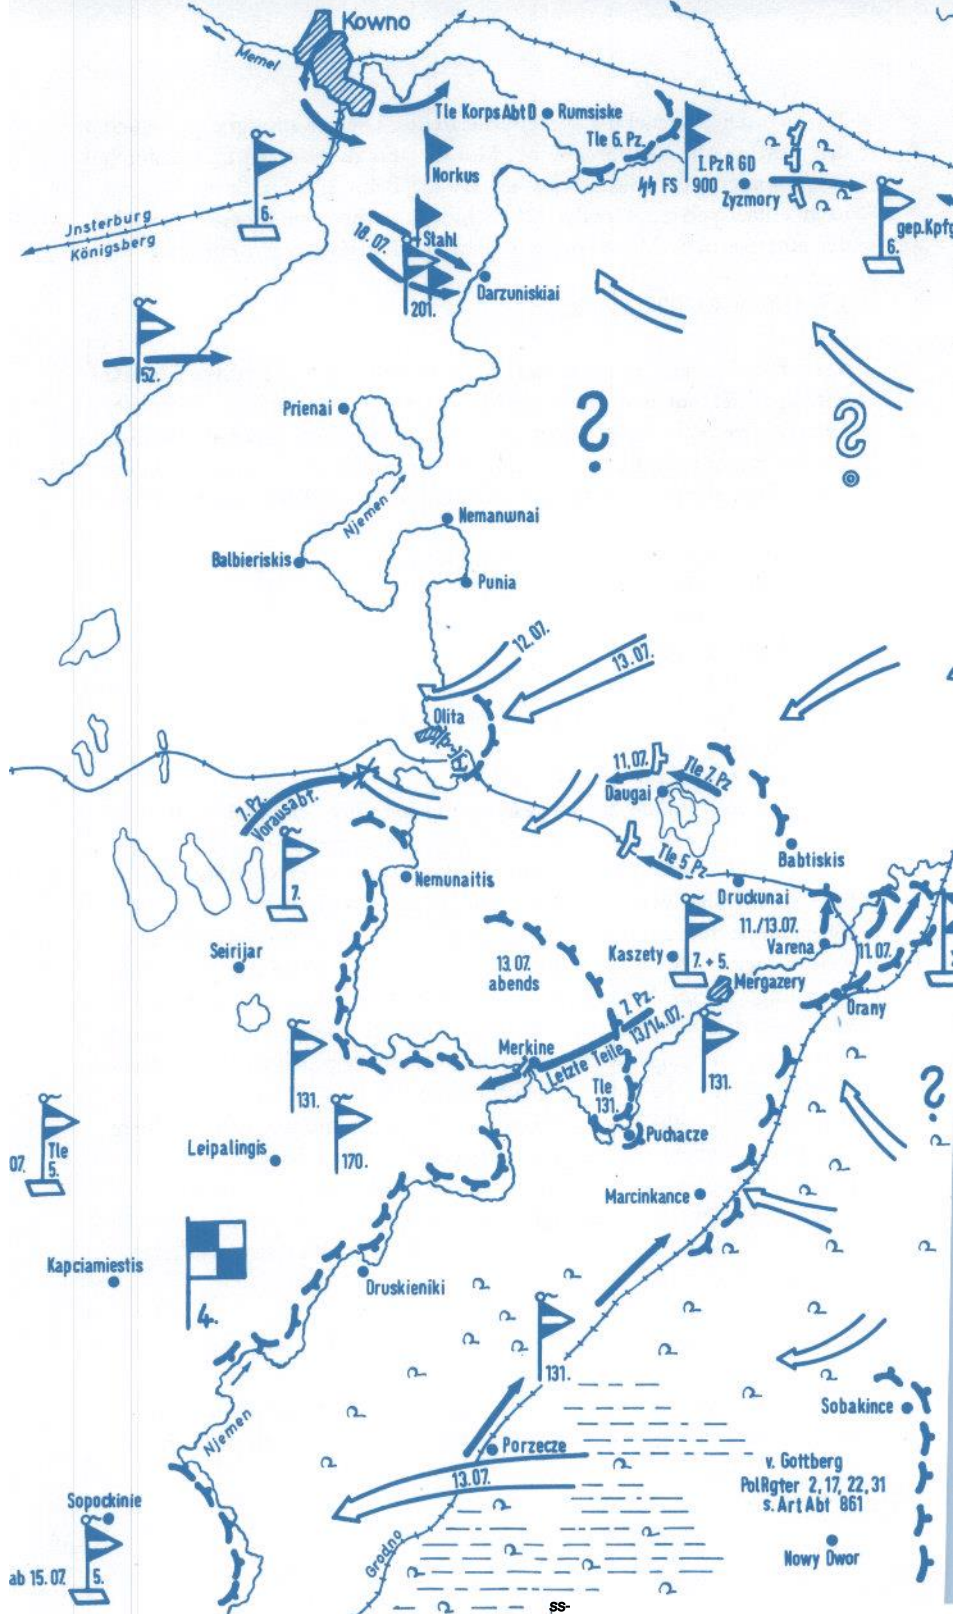 Kowno
Memel
Tle Korps Abt D
Rumsiske
Tle 6. Pz.
Norkus
I.PzR GD
FS 900
Zyzmory
gep.Kpfg
6.
6.
Jnsterburg
Königsberg
18.07.
Stahl
201.
Darzuniskiai
52.
Prienai
?
?
Njemen
Nemanwnai
Balbieriskis
Punia
12.07.
13.07.
Olita
11.07.
Tle 7.Pz
Daugai
7.Pz.
Vorausabt.
Babtiskis
Tle 5 Pz
7.
Nemunaitis
Druckunai
11./13.07.
Varena
11.07.
Seirijar
13.07.
abends
Kaszety
7. + 5.
Mergazery
Orany
7. Pz.
13/14.07.
Letzte Teile
Merkine
131.
131.
Tle
131.
?
Puchacze
07.
Tle
5.
Leipalingis
170.
Marcinkance
Kapciamiestis
4.
Druskieniki
131.
Sobakince
Njemen
Porzecze
13.07.
v. Gottberg
PolRgter 2, 17, 22, 31
s. Art Abt 861
Sopockinie
Nowy Dwor
Grodno
ab 15.07.
5.
SS-